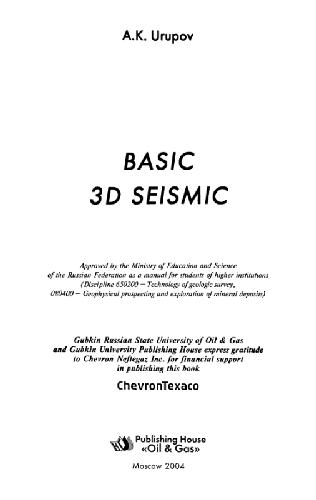 A.K. Urupov
BASIC
3D SEISMIC
Approved by the Ministry of Education and Science
of the Russian Federation as a manual for students of higher institutions
(Discipline 650200 – Technology of geologic survey,
080400 – Geophysical prospecting and exploration of mineral deposits)
Gubkin Russian State University of Oil & Gas
and Gubkin University Publishing House express gratitude
to Chevron Neftegaz Inc. for financial support
in publishing this book
ChevronTexaco
Publishing House
«Oil & Gas»
Moscow 2004